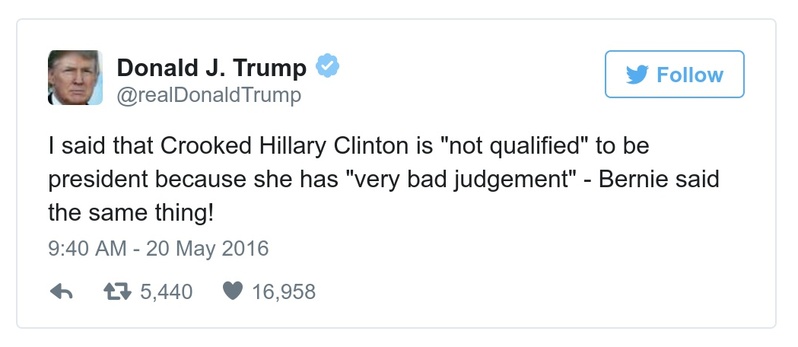 Donald J. Trump
@realDonaldTrump
Follow
I said that Crooked Hillary Clinton is "not qualified" to be
president because she has "very bad judgement" - Bernie said
the same thing!
9:40 AM - 20 May 2016
5,440 16,958